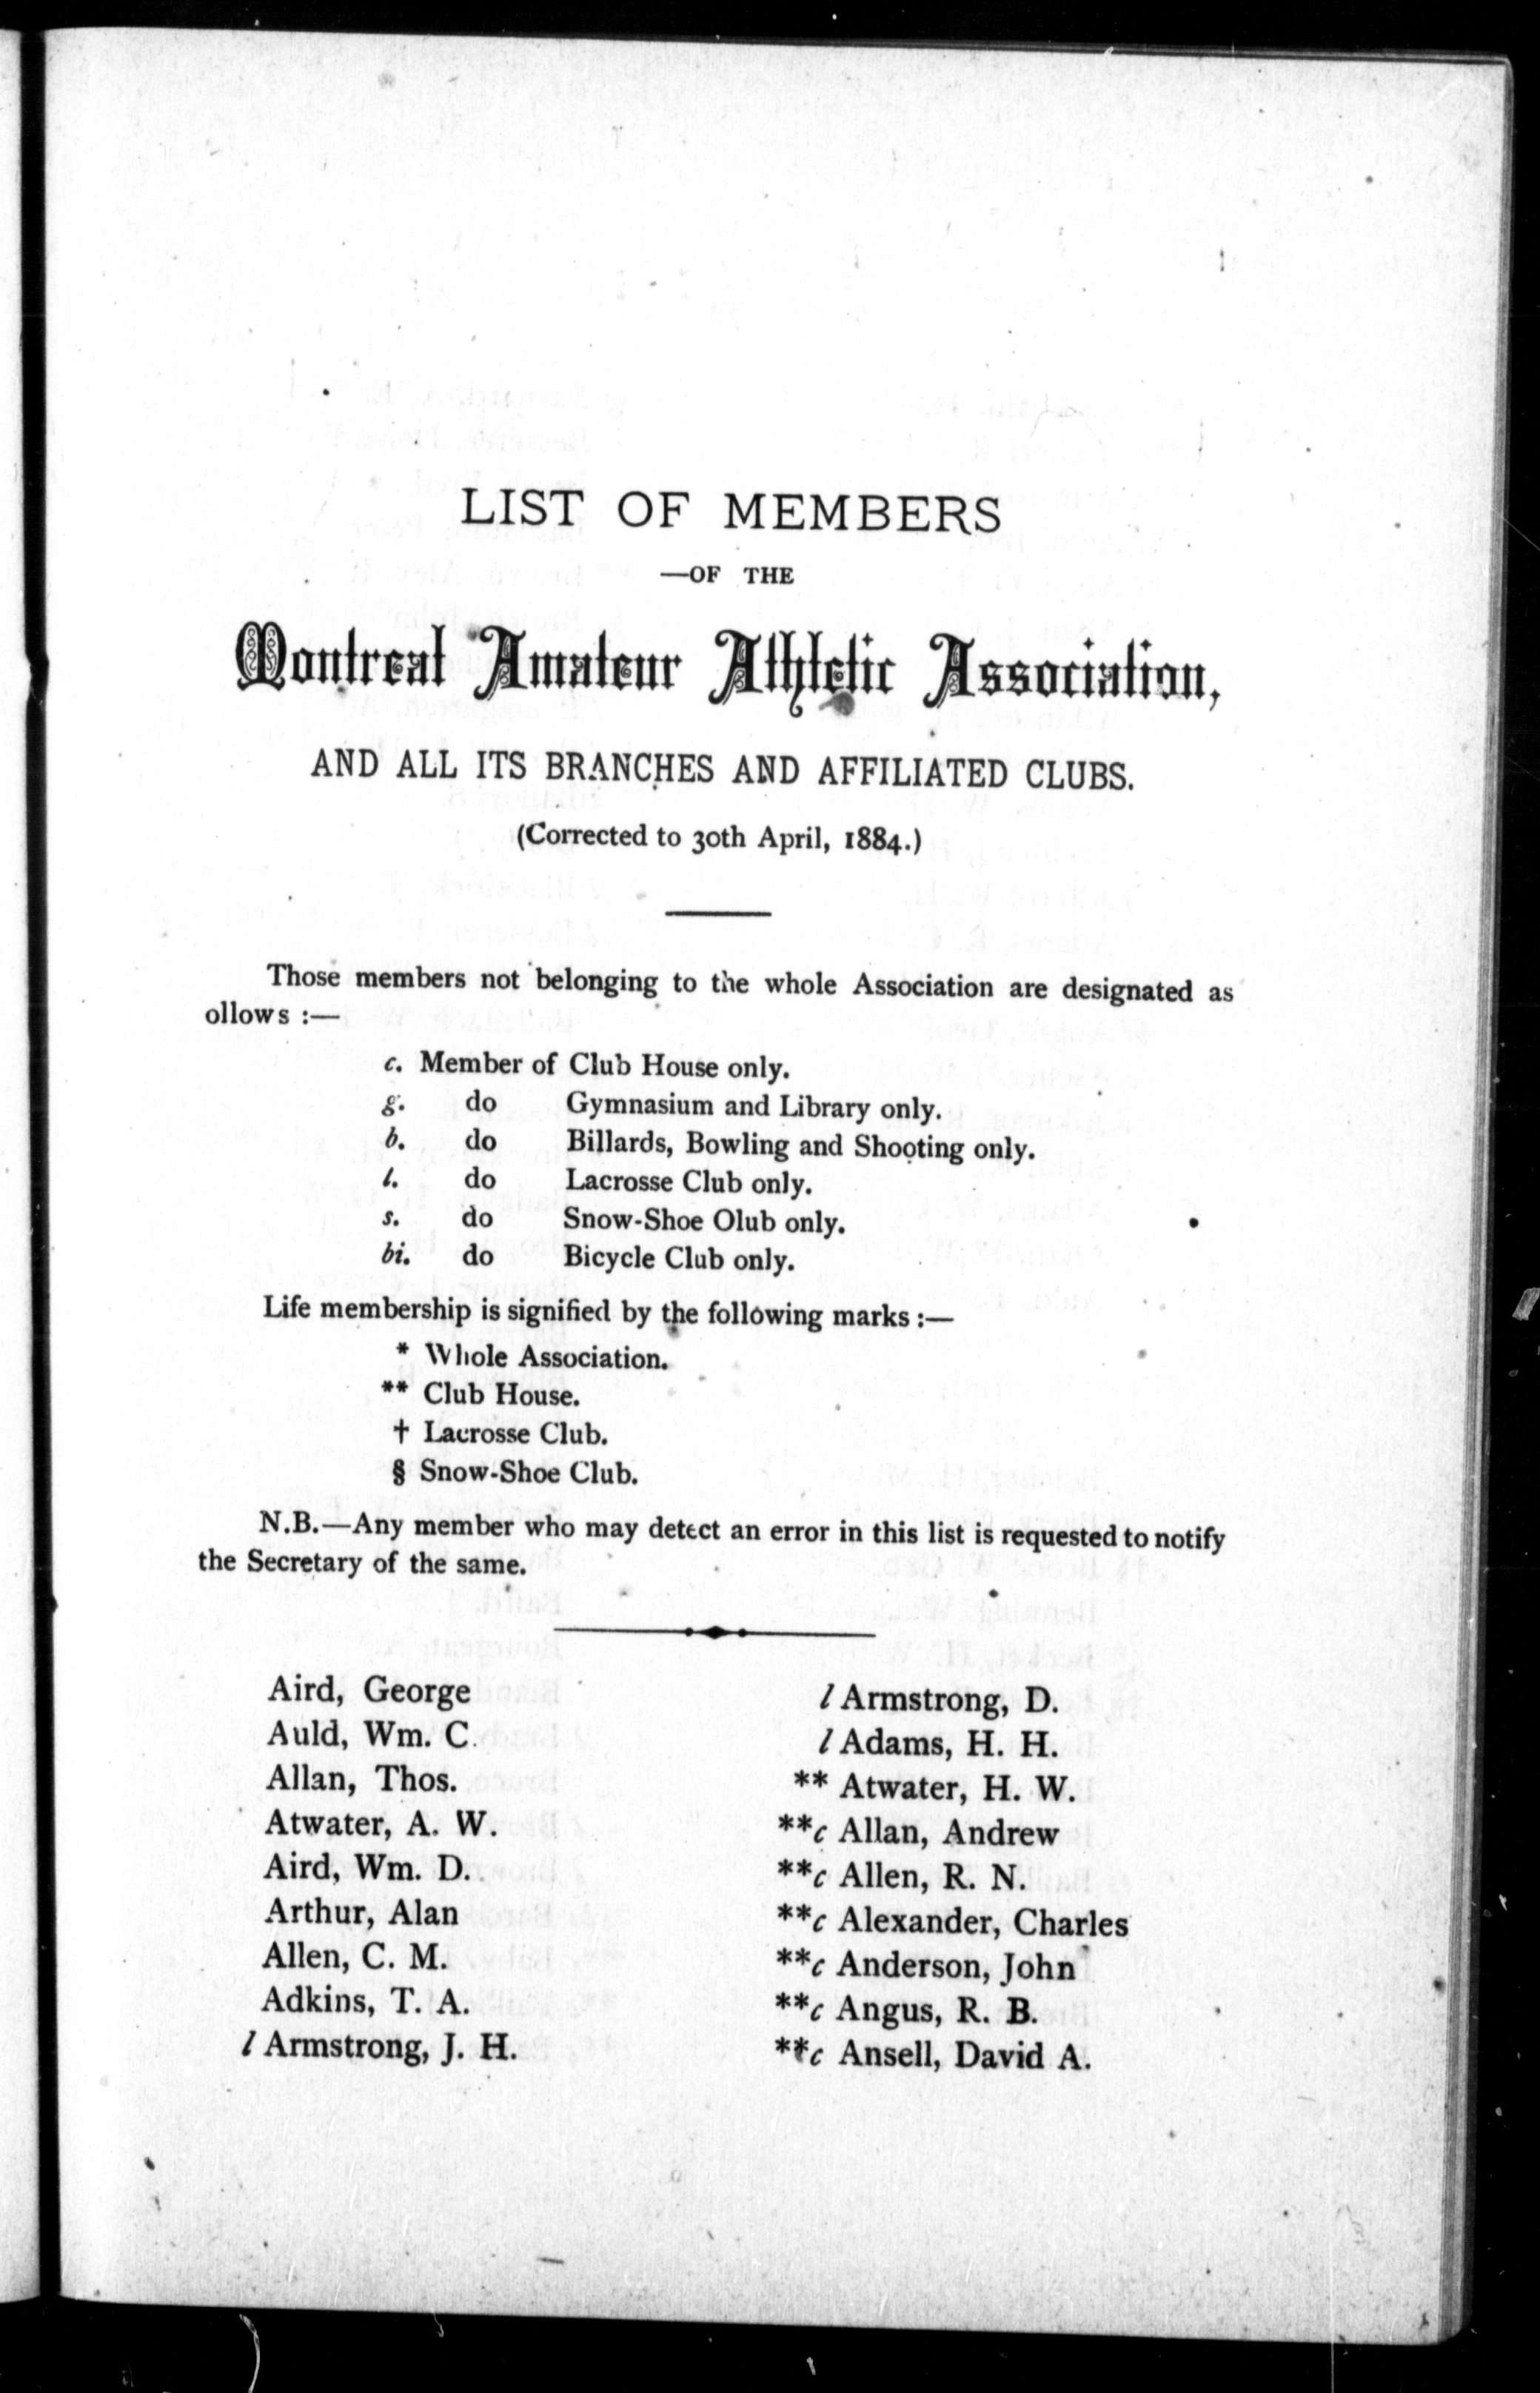 LIST OF MEMBERS
—OF THE
Montreal Amateur Athletic Association,
AND ALL ITS BRANCHES AND AFFILIATED CLUBS.
(Corrected to 30th April, 1884.)
Those members not belonging to the whole Association are designated as
ollows :—
c. Member of Club House only.
g. do Gymnasium and Library only.
b. do Billards, Bowling and Shooting only.
l. do Lacrosse Club only.
s. do Snow-Shoe Olub only.
bi. do Bicycle Club only.
Life membership is signified by the following marks :—
* Whole Association.
** Club House.
† Lacrosse Club.
§ Snow-Shoe Club.
N.B.—Any member who may detect an error in this list is requested to notify
the Secretary of the same.
Aird, George
Auld, Wm. C.
Allan, Thos.
Atwater, A. W.
Aird, Wm. D.
Arthur, Alan
Allen, C. M.
Adkins, T. A.
l Armstrong, J. H.
l Armstrong, D.
l Adams, H. H.
** Atwater, H. W.
**c Allan, Andrew
**c Allen, R. N.
**c Alexander, Charles
**c Anderson, John
**c Angus, R. B.
**c Ansell, David A.